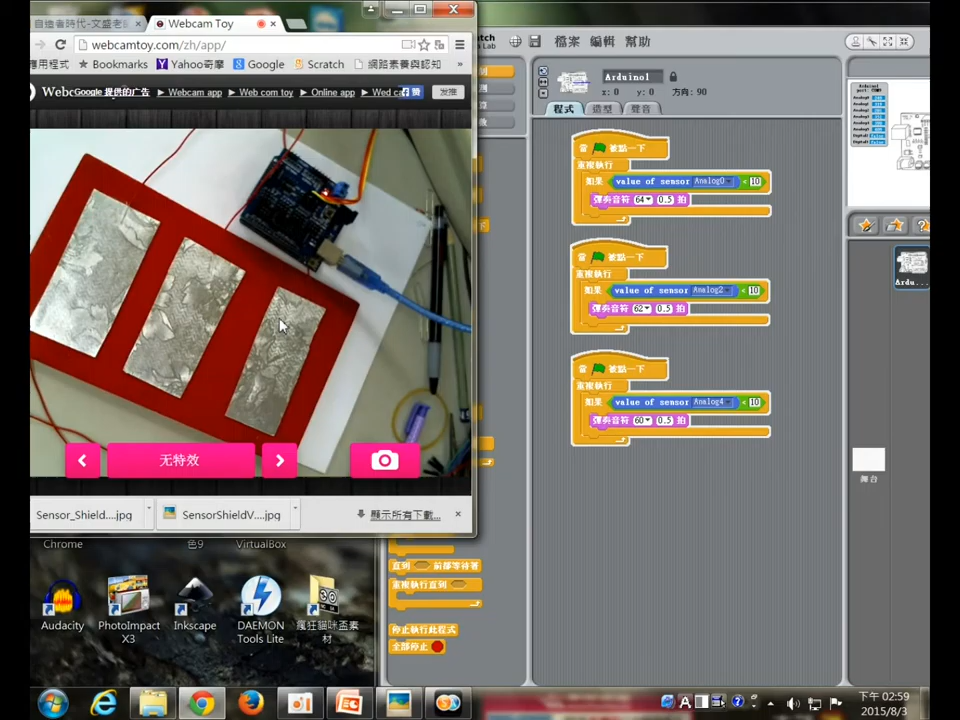 自造者時代-文盛老
Webcam Toy
webcamtoy.com/zh/app/
應用程式
Bookmarks
Yahoo奇摩
Google
Scratch
網路素養與認知
»
Google 提供的广告
Webcam app
Web com toy
Online app
赞
发推
无特效
Sensor_Shield....jpg
SensorShieldV....jpg
顯示所有下載...
檔案 編輯 幫助
Arduino1
x: 0 y: 0 方向: 90
程式 造型 聲音
當 被點一下
重複執行
如果 value of sensor Analog0 < 10
彈奏音符 64 0.5 拍
當 被點一下
重複執行
如果 value of sensor Analog2 < 10
彈奏音符 62 0.5 拍
當 被點一下
重複執行
如果 value of sensor Analog4 < 10
彈奏音符 60 0.5 拍
Arduino1
Ardu...
舞台
直到 前都等待著
重複執行直到
停止執行此程式
全部停止
Chrome
色9
VirtualBox
Audacity
PhotoImpact X3
Inkscape
DAEMON Tools Lite
瘋狂貓咪盃素材
A
下午 02:59
2015/8/3